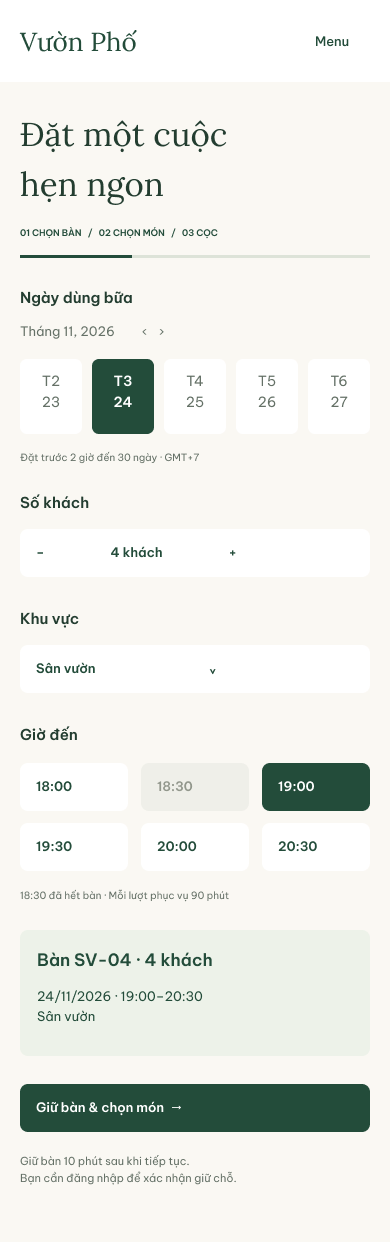 Vườn Phố
Menu
Đặt một cuộc
hẹn ngon
01 CHỌN BÀN / 02 CHỌN MÓN / 03 CỌC
Ngày dùng bữa
Tháng 11, 2026 ‹ ›
T2 T3 T4 T5 T6
23 24 25 26 27
Đặt trước 2 giờ đến 30 ngày · GMT+7
Số khách
− 4 khách +
Khu vực
Sân vườn ˅
Giờ đến
18:00 18:30 19:00
19:30 20:00 20:30
18:30 đã hết bàn · Mỗi lượt phục vụ 90 phút
Bàn SV-04 · 4 khách
24/11/2026 · 19:00–20:30
Sân vườn
Giữ bàn & chọn món →
Giữ bàn 10 phút sau khi tiếp tục.
Bạn cần đăng nhập để xác nhận giữ chỗ.